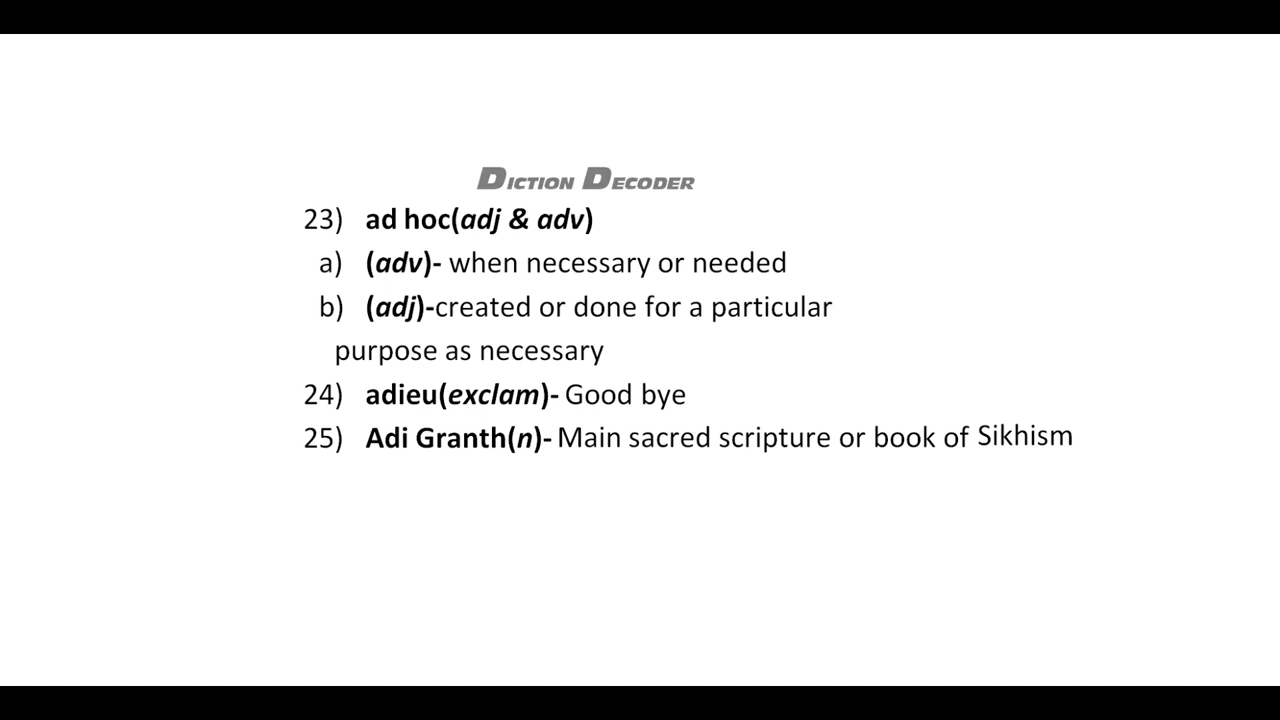 DICTION DECODER
23) ad hoc(adj & adv)
a) (adv)- when necessary or needed
b) (adj)-created or done for a particular
purpose as necessary
24) adieu(exclam)- Good bye
25) Adi Granth(n)- Main sacred scripture or book of Sikhism